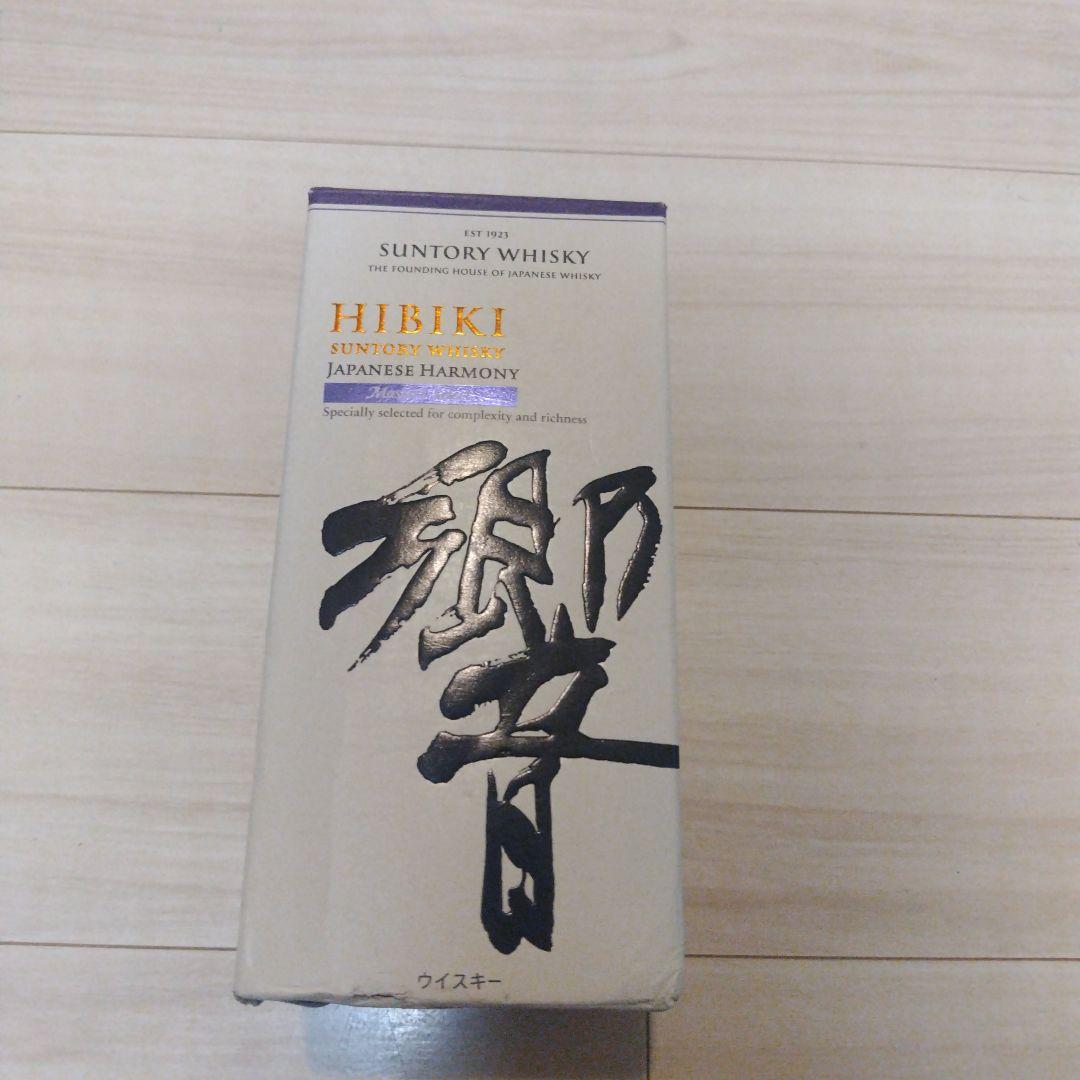 EST 1923
SUNTORY WHISKY
THE FOUNDING HOUSE OF JAPANESE WHISKY
HIBIKI
SUNTORY WHISKY
JAPANESE HARMONY
Specially selected for complexity and richness
響
ウイスキー